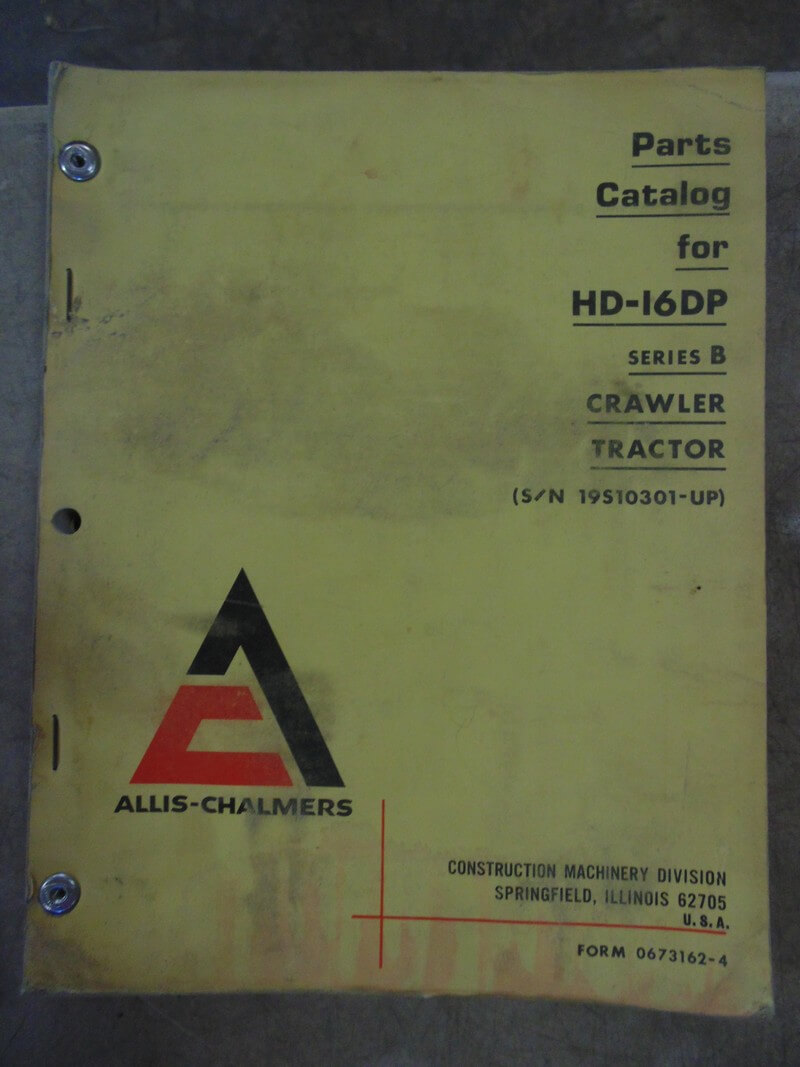 Parts
Catalog
for
HD-16DP
SERIES B
CRAWLER
TRACTOR
(S/N 19S10301-UP)
ALLIS-CHALMERS
CONSTRUCTION MACHINERY DIVISION
SPRINGFIELD, ILLINOIS 62705
U.S.A.
FORM 0673162-4